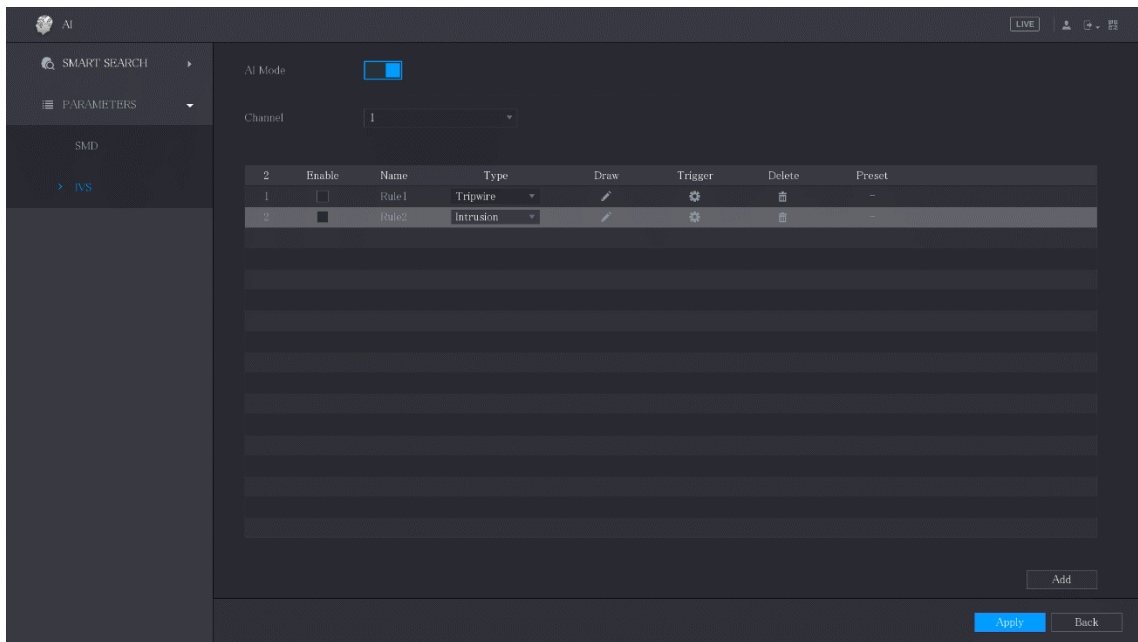 AI LIVE
SMART SEARCH
PARAMETERS
SMD
IVS
AI Mode
Channel 1
2 Enable Name Type Draw Trigger Delete Preset
1 Rule1 Tripwire -
2 Rule2 Intrusion -
Add
Apply Back